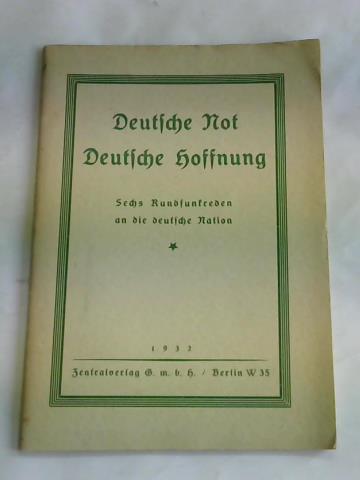 Deutsche Not
Deutsche Hoffnung
Sechs Rundfunkreden
an die deutsche Nation
1932
Zentralverlag G. m. b. H. / Berlin W 35